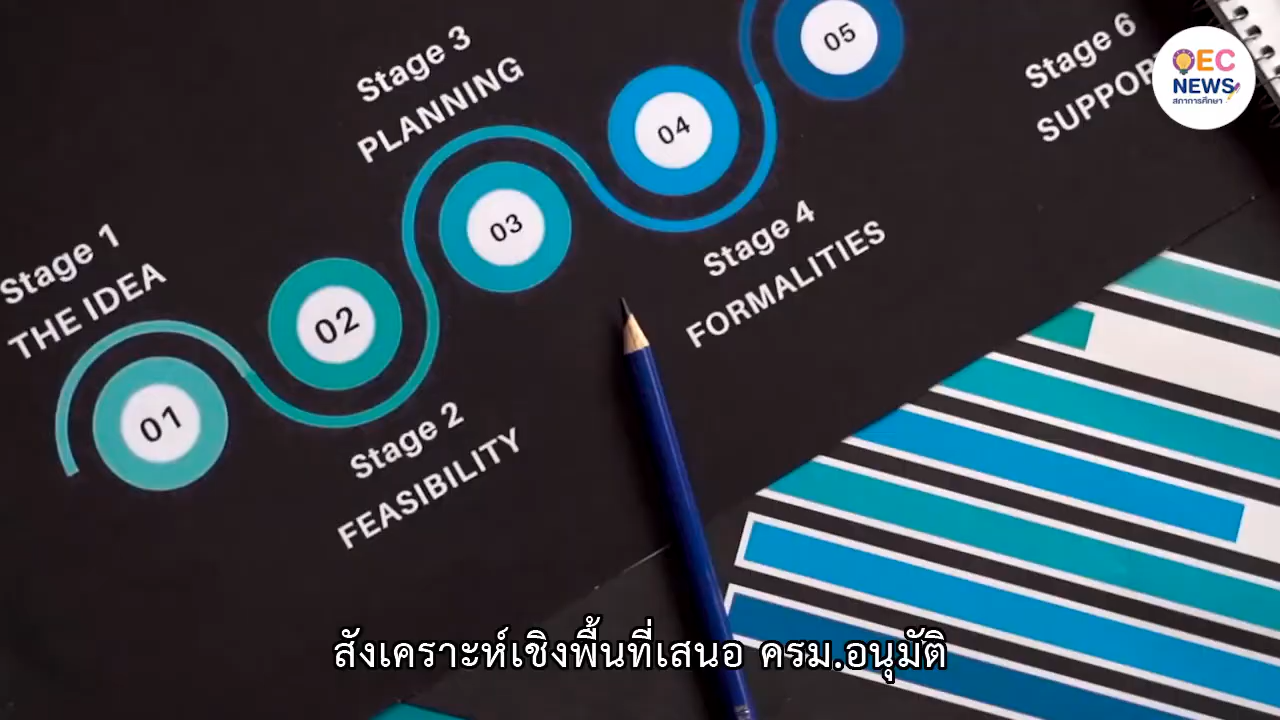 Stage 1
THE IDEA
01
02
Stage 2
FEASIBILITY
Stage 3
PLANNING
03
04
Stage 4
FORMALITIES
05
Stage 6
OEC
NEWS
สภาการศึกษา
สังเคราะห์เชิงพื้นที่เสนอ ครม.อนุมัติ